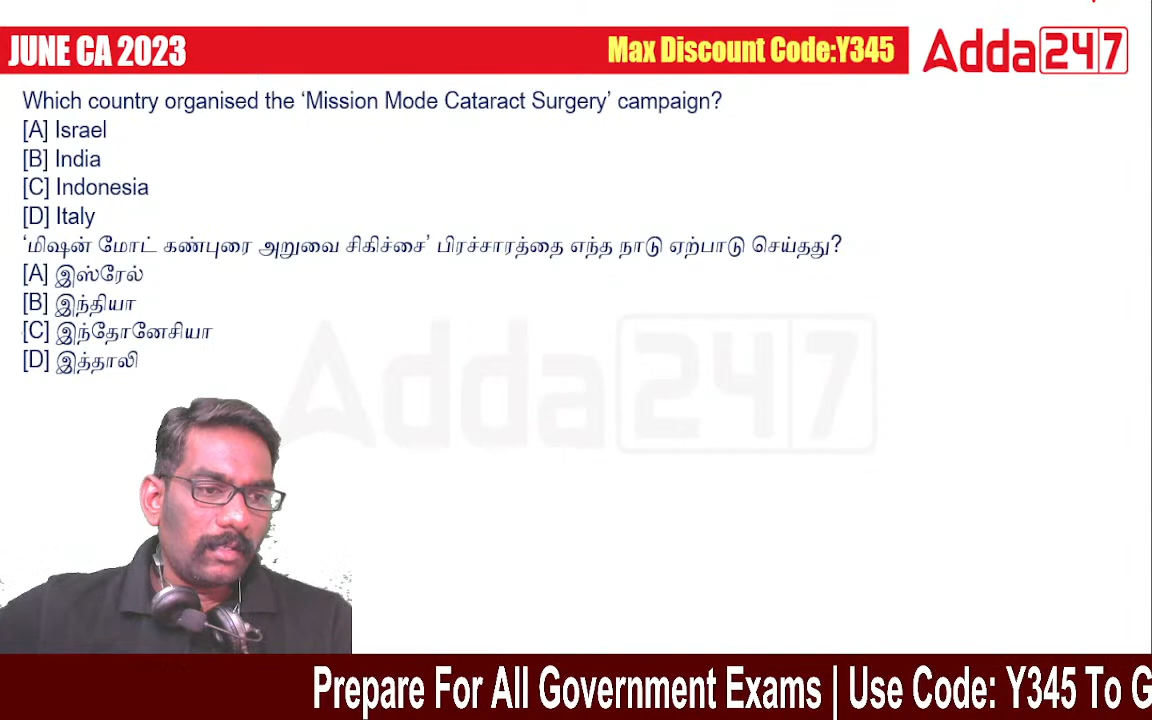 JUNE CA 2023
Max Discount Code:Y345
Adda247
Which country organised the ‘Mission Mode Cataract Surgery’ campaign?
[A] Israel
[B] India
[C] Indonesia
[D] Italy
‘மிஷன் மோட் கண்புரை அறுவை சிகிச்சை’ பிரச்சாரத்தை எந்த நாடு ஏற்பாடு செய்தது?
[A] இஸ்ரேல்
[B] இந்தியா
[C] இந்தோனேசியா
[D] இத்தாலி
Adda247
Prepare For All Government Exams | Use Code: Y345 To G